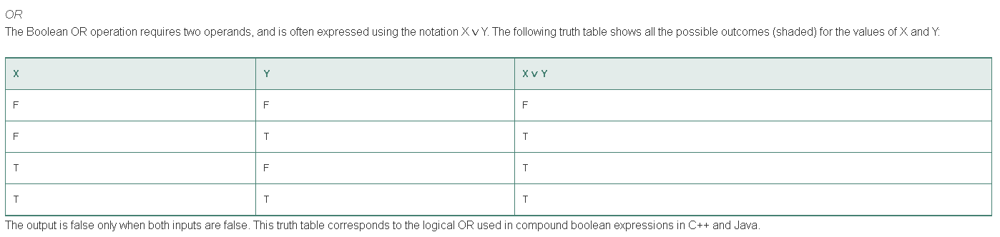 OR
The Boolean OR operation requires two operands, and is often expressed using the notation X v Y. The following truth table shows all the possible outcomes (shaded) for the values of X and Y:
X Y X v Y
F F F
F T T
T F T
T T T
The output is false only when both inputs are false. This truth table corresponds to the logical OR used in compound boolean expressions in C++ and Java.